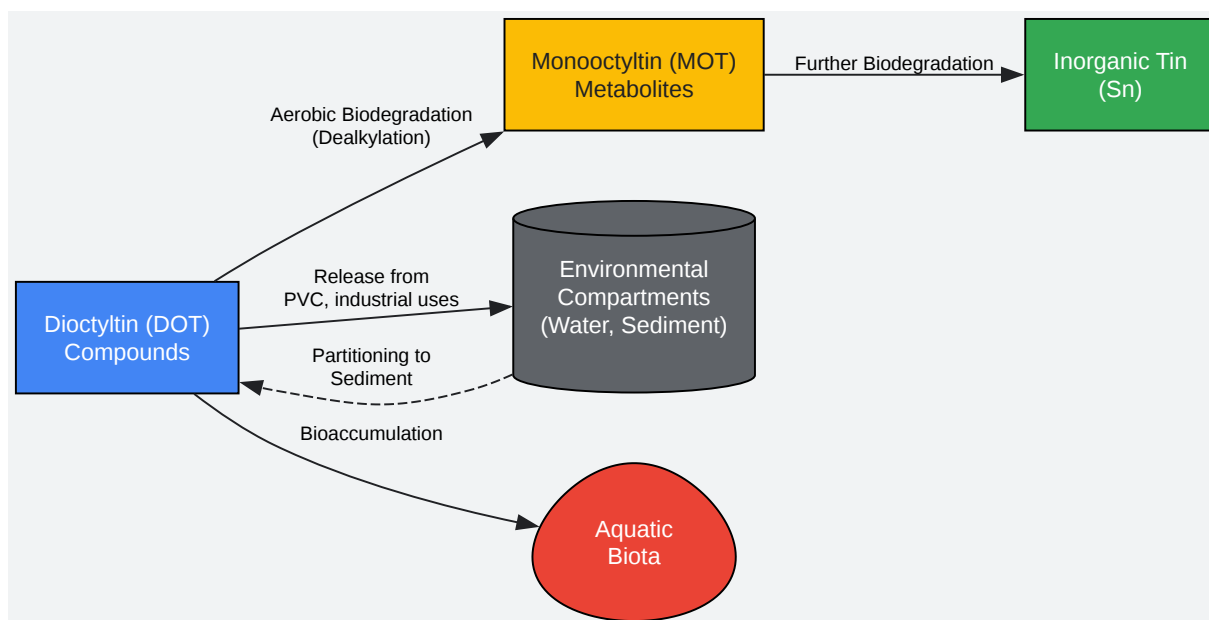 Monooctyltin (MOT)
Metabolites
Further Biodegradation
Inorganic Tin
(Sn)
Aerobic Biodegradation
(Dealkylation)
Dioctyltin (DOT)
Compounds
Release from
PVC, industrial uses
Environmental
Compartments
(Water, Sediment)
Partitioning to
Sediment
Bioaccumulation
Aquatic
Biota